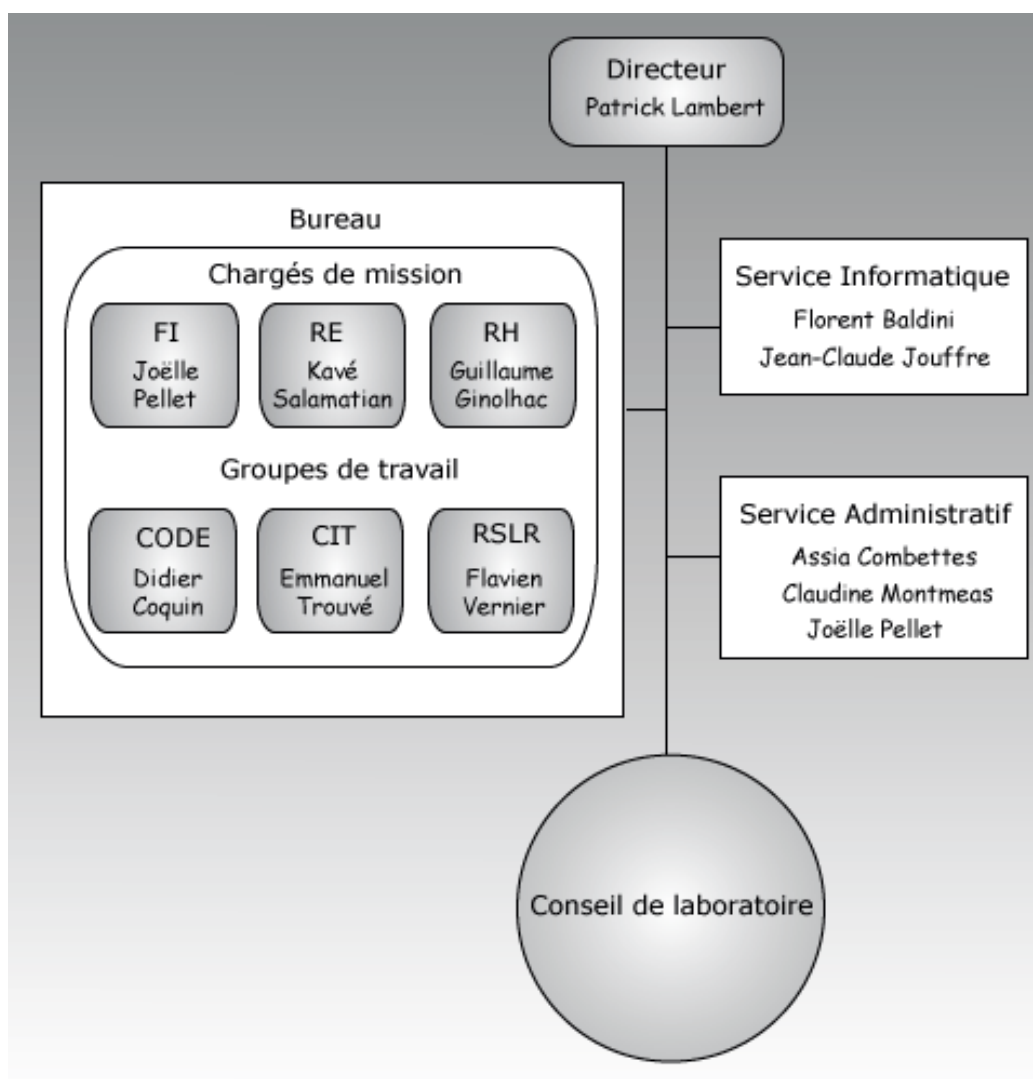 Directeur
Patrick Lambert
Bureau
Chargés de mission
FI
Joëlle
Pellet
RE
Kavé
Salamatian
RH
Guillaume
Ginolhac
Groupes de travail
CODE
Didier
Coquin
CIT
Emmanuel
Trouvé
RSLR
Flavien
Vernier
Service Informatique
Florent Baldini
Jean-Claude Jouffre
Service Administratif
Assia Combettes
Claudine Montmeas
Joëlle Pellet
Conseil de laboratoire